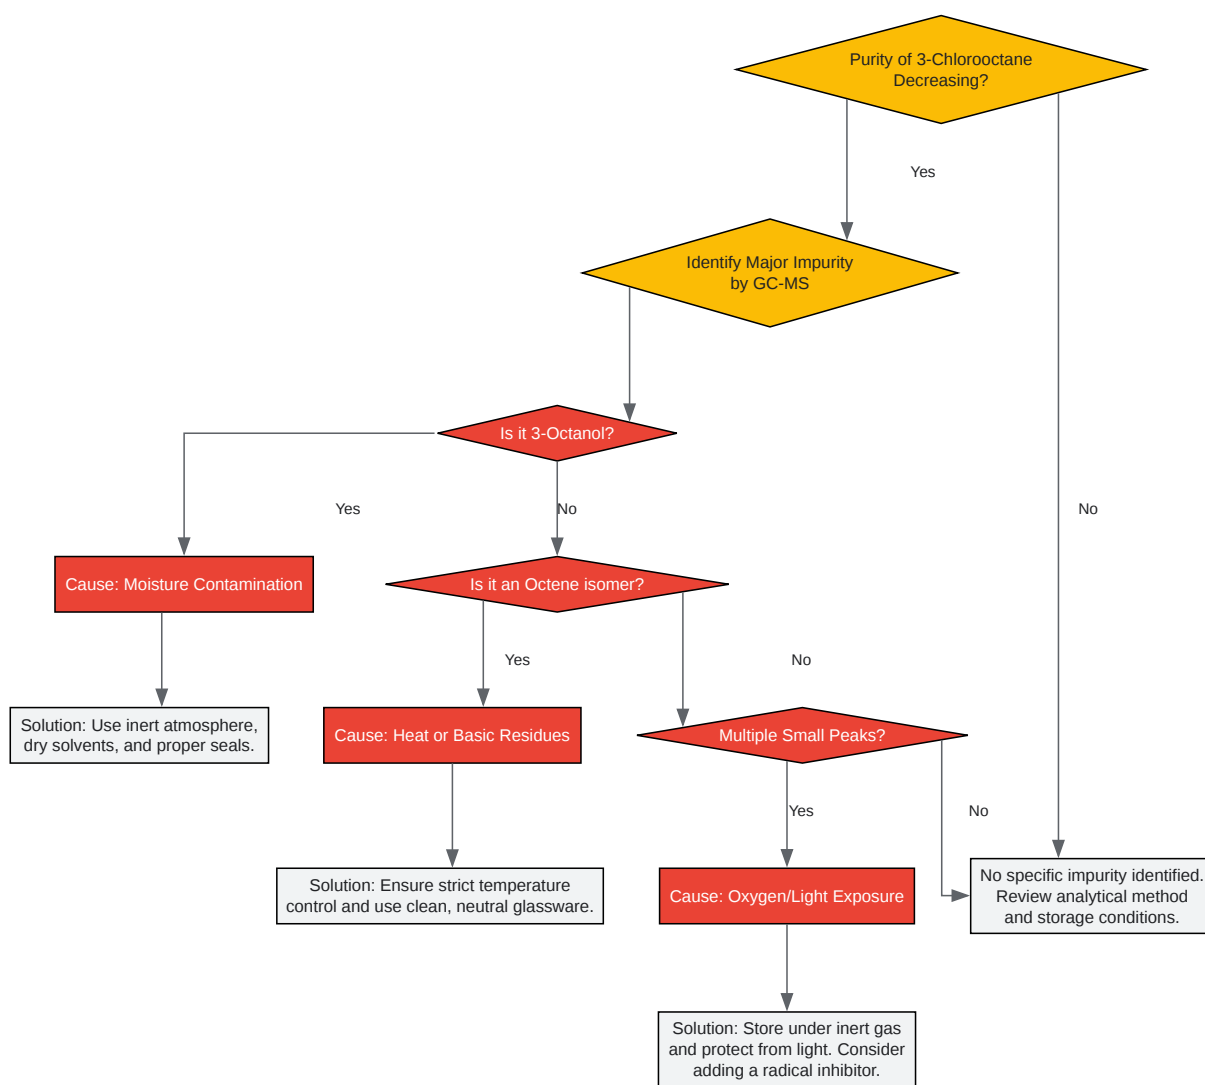 Purity of 3-Chlorooctane
Decreasing?
Yes
Identify Major Impurity
by GC-MS
Is it 3-Octanol?
Yes
No
No
Cause: Moisture Contamination
Is it an Octene isomer?
Yes
No
Solution: Use inert atmosphere,
dry solvents, and proper seals.
Cause: Heat or Basic Residues
Multiple Small Peaks?
Yes
No
Solution: Ensure strict temperature
control and use clean, neutral glassware.
Cause: Oxygen/Light Exposure
No specific impurity identified.
Review analytical method
and storage conditions.
Solution: Store under inert gas
and protect from light. Consider
adding a radical inhibitor.